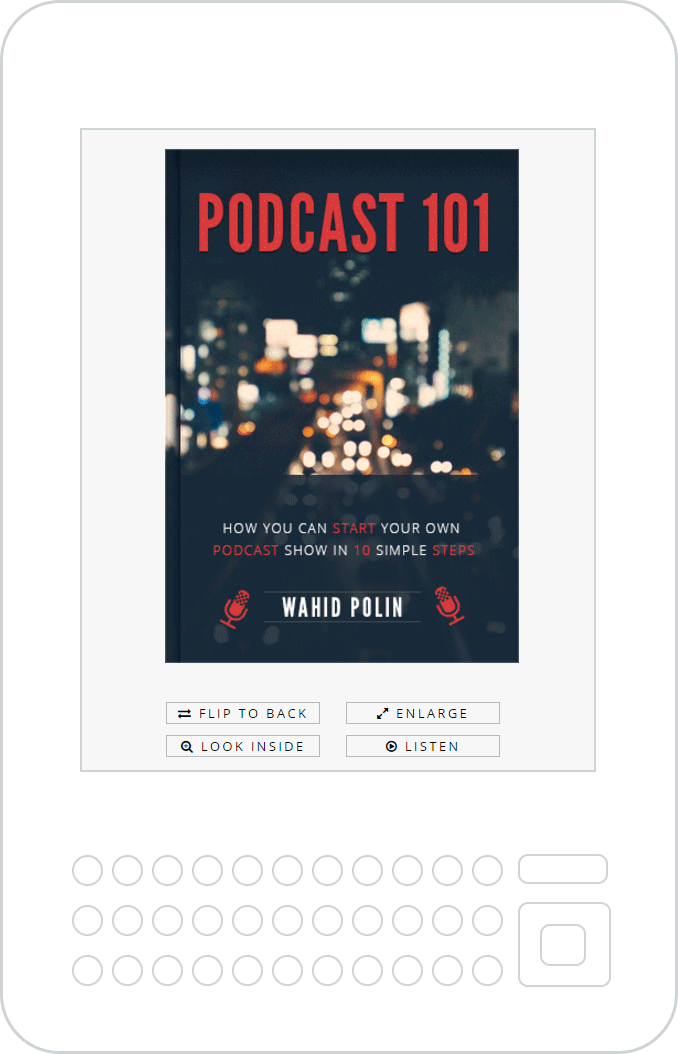 PODCAST 101
HOW YOU CAN START YOUR OWN
PODCAST SHOW IN 10 SIMPLE STEPS
WAHID POLIN
FLIP TO BACK
ENLARGE
LOOK INSIDE
LISTEN